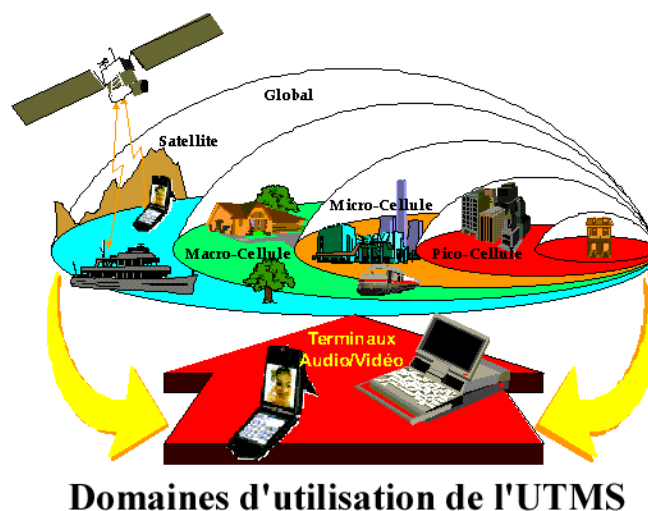 Global
Satellite
Micro-Cellule
Macro-Cellule
Pico-Cellule
Terminaux
Audio/Vidéo
Domaines d'utilisation de l'UTMS